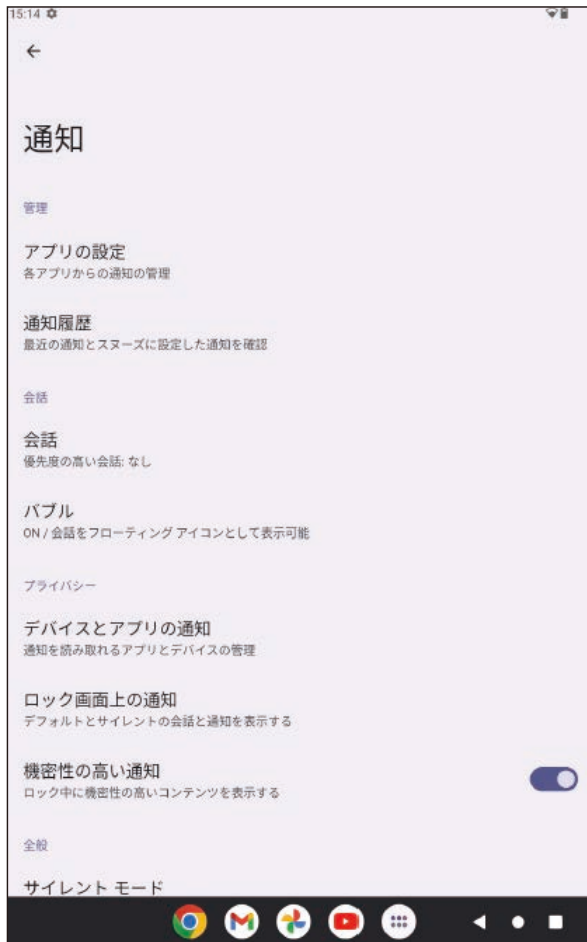 15:14
通知
管理
アプリの設定
各アプリからの通知の管理
通知履歴
最近の通知とスヌーズに設定した通知を確認
会話
会話
優先度の高い会話: なし
バブル
ON / 会話をフローティング アイコンとして表示可能
プライバシー
デバイスとアプリの通知
通知を読み取れるアプリとデバイスの管理
ロック画面上の通知
デフォルトとサイレントの会話と通知を表示する
機密性の高い通知
ロック中に機密性の高いコンテンツを表示する
全般
サイレント モード